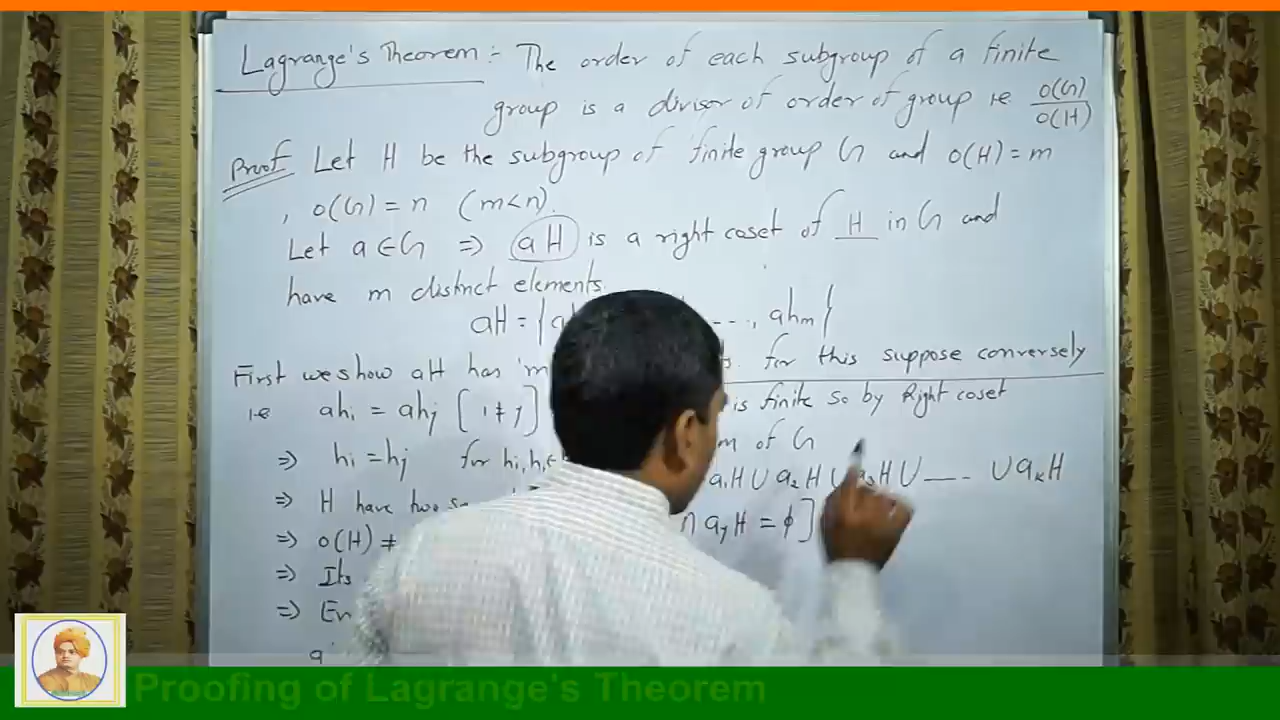 Lagrange's Theorem :- The order of each subgroup of a finite
group is a divisor of order of group i.e. O(G)/O(H)
Proof Let H be the subgroup of finite group G and O(H) = m
, O(G) = n (m<n).
Let a ∈ G ⇒ aH is a right coset of H in G and
have m distinct elements.
aH = { ..., ahm }
First we show aH has 'm for this suppose conversely
i.e ahi = ahj [i ≠ j]
⇒ hi = hj for hi, hj ∈
⇒ H have two
⇒ O(H) ≠
⇒ Its
is finite so by Right coset
of G
a1H ∪ a2H ∪ a3H ∪ —-- ∪ akH
∩ ajH = ϕ]
Proofing of Lagrange's Theorem